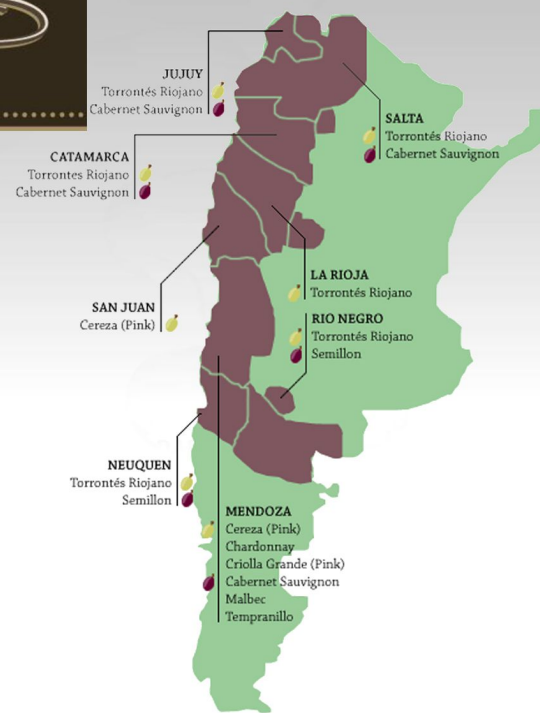 JUJUY
Torrontés Riojano
Cabernet Sauvignon
SALTA
Torrontés Riojano
Cabernet Sauvignon
CATAMARCA
Torrontes Riojano
Cabernet Sauvignon
LA RIOJA
Torrontés Riojano
SAN JUAN
Cereza (Pink)
RIO NEGRO
Torrontés Riojano
Semillon
NEUQUEN
Torrontés Riojano
Semillon
MENDOZA
Cereza (Pink)
Chardonnay
Criolla Grande (Pink)
Cabernet Sauvignon
Malbec
Tempranillo